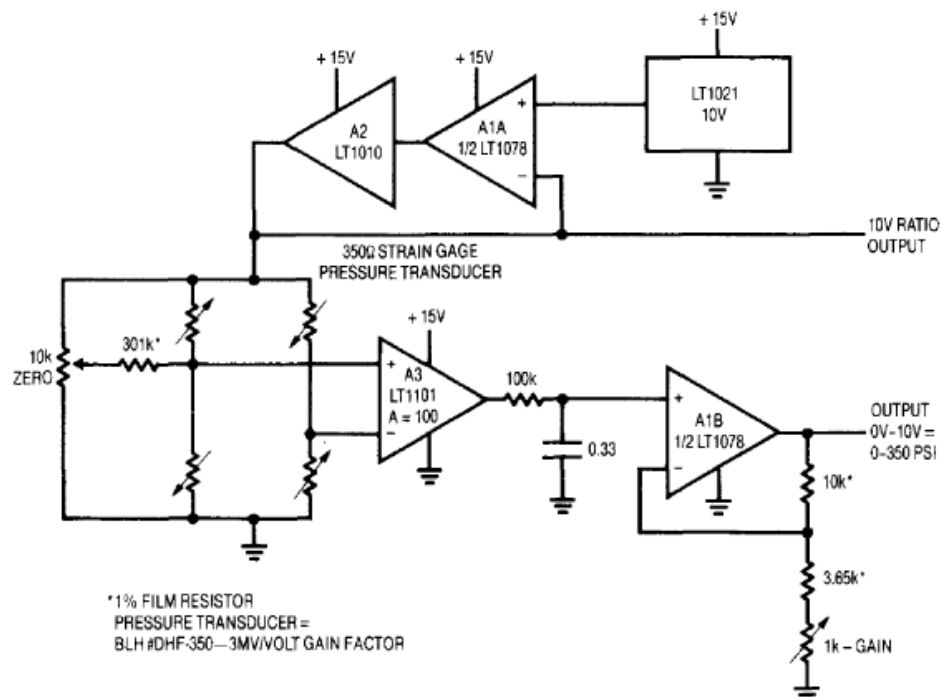 + 15V
+ 15V
+ 15V
LT1021
10V
A2
LT1010
+
A1A
1/2 LT1078
−
10V RATIO
OUTPUT
350Ω STRAIN GAGE
PRESSURE TRANSDUCER
+ 15V
10k
ZERO
301k*
+
A3
LT1101
A = 100
−
100k
0.33
+
A1B
1/2 LT1078
−
OUTPUT
0V–10V =
0–350 PSI
10k*
3.65k*
1k – GAIN
*1% FILM RESISTOR
PRESSURE TRANSDUCER =
BLH #DHF-350—3MV/VOLT GAIN FACTOR